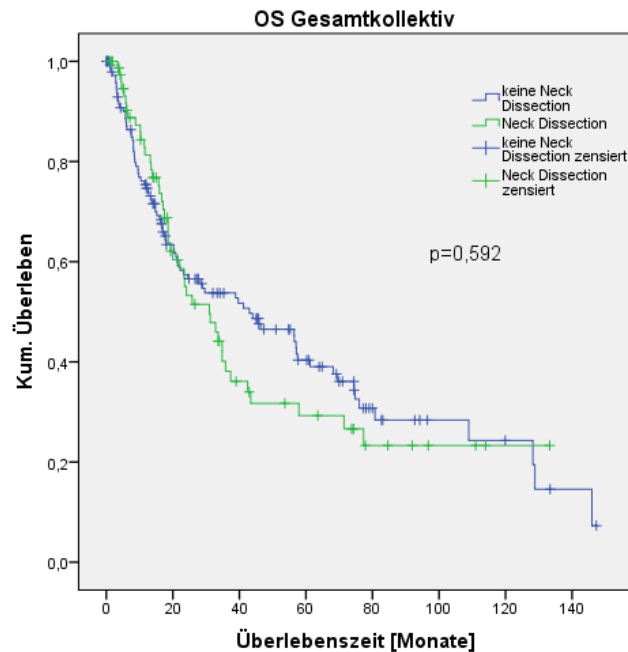 OS Gesamtkollektiv
1,0
0,8
0,6
0,4
0,2
0,0
Kum. Überleben
keine Neck
Dissection
Neck Dissection
keine Neck
Dissection zensiert
Neck Dissection
zensiert
p=0,592
0 20 40 60 80 100 120 140
Überlebenszeit [Monate]